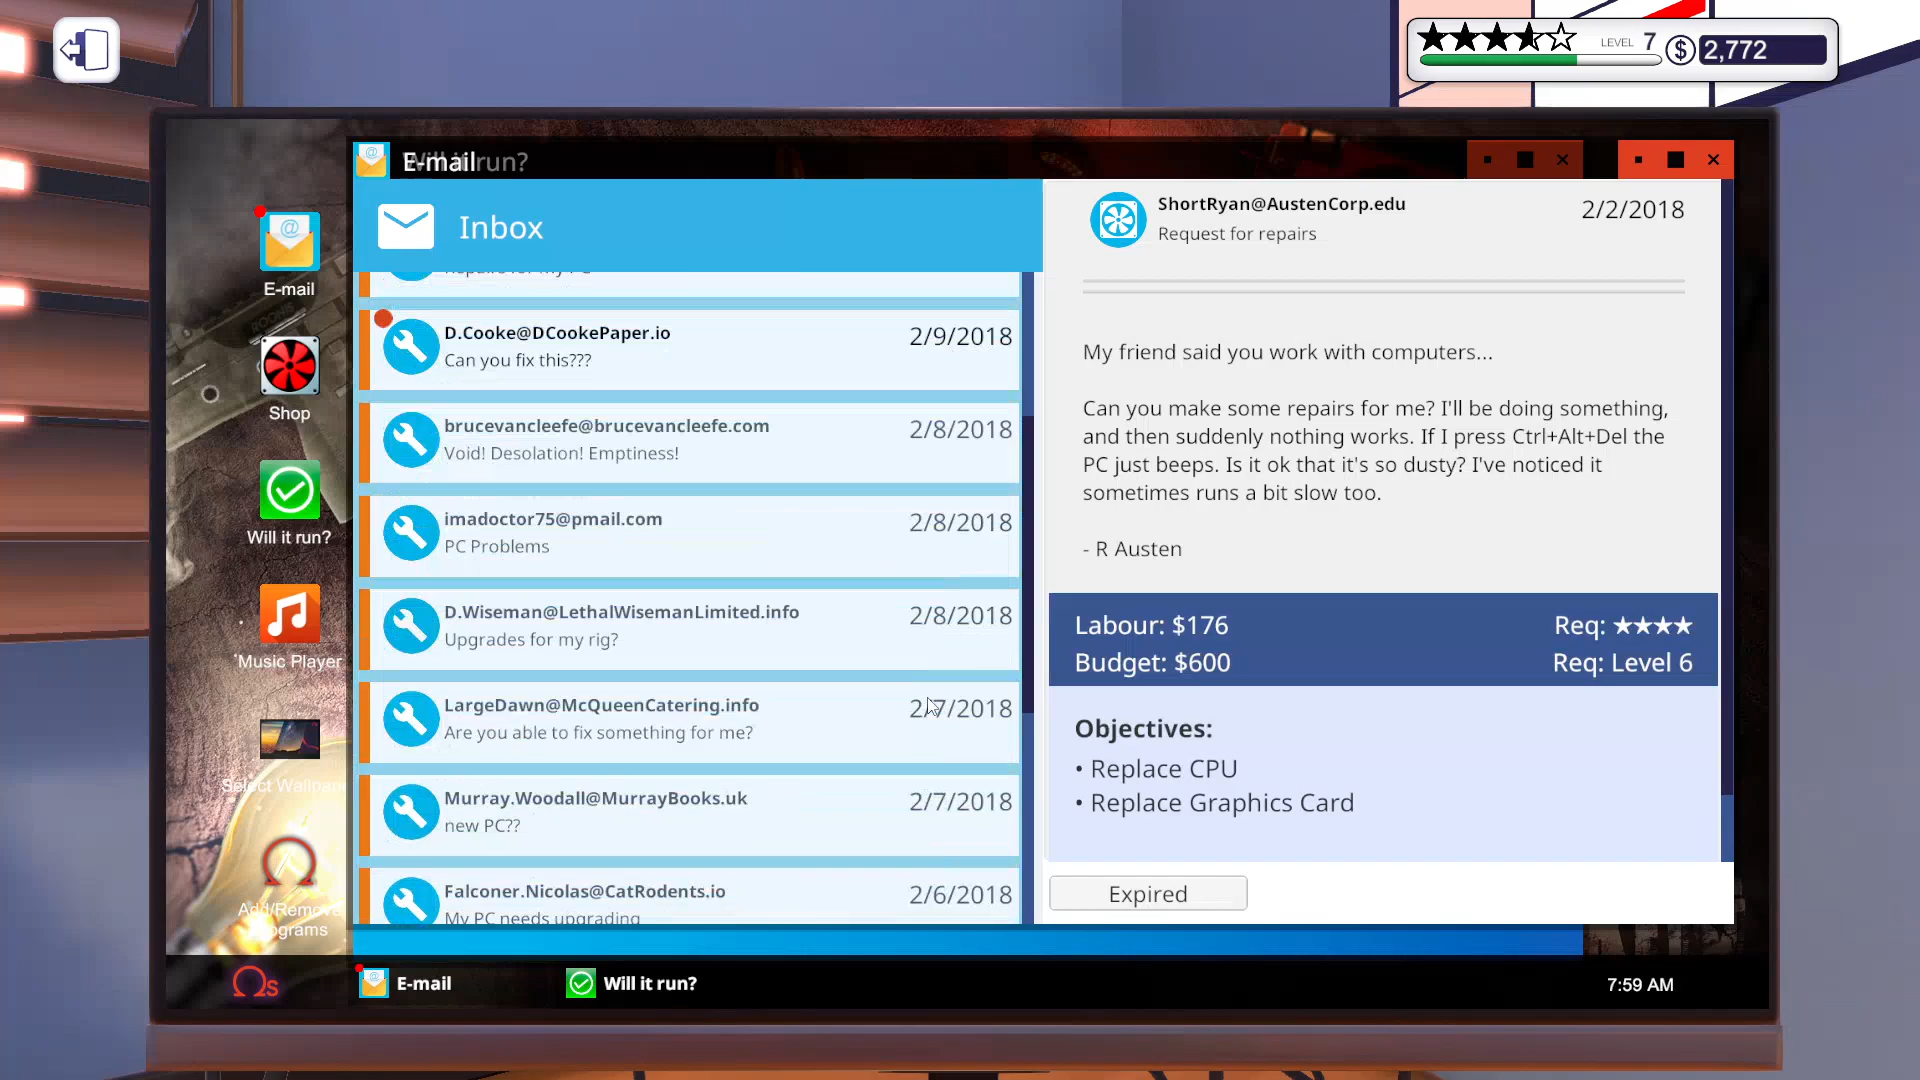 LEVEL 7
$ 2,772
E-mail
Inbox
D.Cooke@DCookePaper.io
2/9/2018
Can you fix this???
brucevancleefe@brucevancleefe.com
2/8/2018
Void! Desolation! Emptiness!
imadoctor75@pmail.com
2/8/2018
PC Problems
D.Wiseman@LethalWisemanLimited.info
2/8/2018
Upgrades for my rig?
LargeDawn@McQueenCatering.info
2/7/2018
Are you able to fix something for me?
Murray.Woodall@MurrayBooks.uk
2/7/2018
new PC??
Falconer.Nicolas@CatRodents.io
2/6/2018
My PC needs upgrading
ShortRyan@AustenCorp.edu
2/2/2018
Request for repairs
My friend said you work with computers...
Can you make some repairs for me? I'll be doing something,
and then suddenly nothing works. If I press Ctrl+Alt+Del the
PC just beeps. Is it ok that it's so dusty? I've noticed it
sometimes runs a bit slow too.
- R Austen
Labour: $176
Req: ★★★★
Budget: $600
Req: Level 6
Objectives:
• Replace CPU
• Replace Graphics Card
Expired
E-mail
Shop
Will it run?
Music Player
Select
Add/Remove
E-mail
Will it run?
7:59 AM